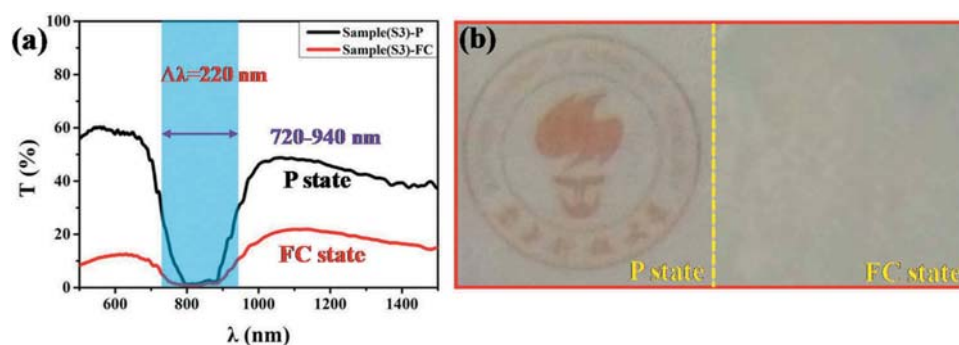 (a)
Sample(S3)-P
Sample(S3)-FC
Δλ=220 nm
720-940 nm
P state
FC state
T (%)
100
80
60
40
20
0
600
800
1000
1200
1400
λ (nm)
(b)
P state
FC state